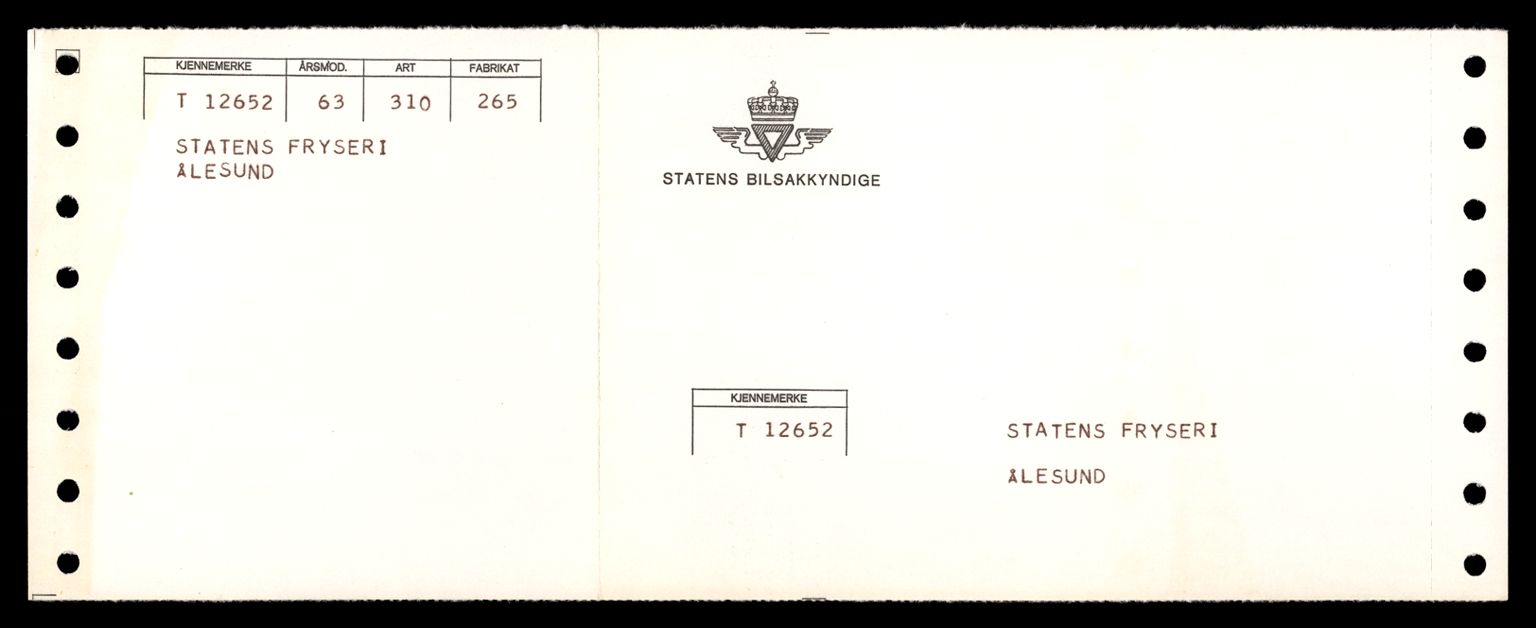 KJENNEMERKE ÅRSMOD. ART FABRIKAT
T 12652 63 310 265
STATENS FRYSERI
ÅLESUND
STATENS BILSAKKYNDIGE
KJENNEMERKE
T 12652
STATENS FRYSERI
ÅLESUND